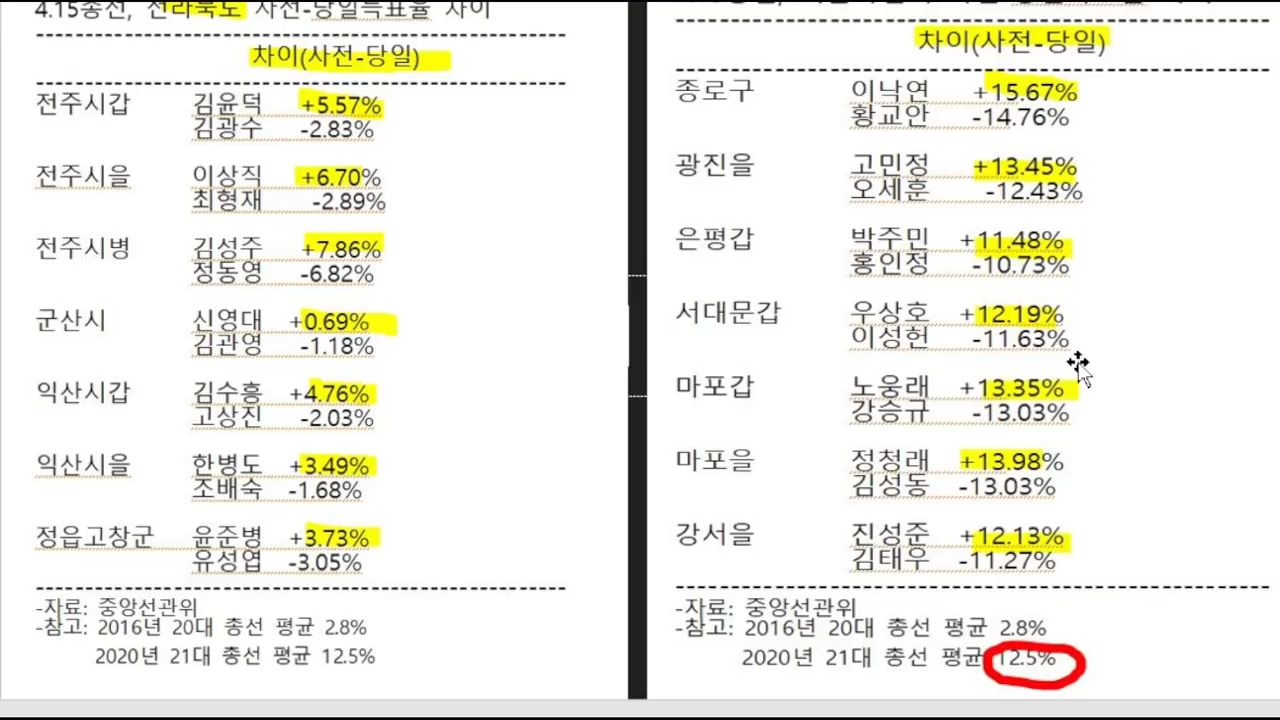 4.15총선, 전라북도 사전-당일득표율 차이
차이(사전-당일)
전주시갑 김윤덕 +5.57%
김광수 -2.83%
전주시을 이상직 +6.70%
최형재 -2.89%
전주시병 김성주 +7.86%
정동영 -6.82%
군산시 신영대 +0.69%
김관영 -1.18%
익산시갑 김수흥 +4.76%
고상진 -2.03%
익산시을 한병도 +3.49%
조배숙 -1.68%
정읍고창군 윤준병 +3.73%
유성엽 -3.05%
-자료: 중앙선관위
-참고: 2016년 20대 총선 평균 2.8%
2020년 21대 총선 평균 12.5%
차이(사전-당일)
종로구 이낙연 +15.67%
황교안 -14.76%
광진을 고민정 +13.45%
오세훈 -12.43%
은평갑 박주민 +11.48%
홍인정 -10.73%
서대문갑 우상호 +12.19%
이성헌 -11.63%
마포갑 노웅래 +13.35%
강승규 -13.03%
마포을 정청래 +13.98%
김성동 -13.03%
강서을 진성준 +12.13%
김태우 -11.27%
-자료: 중앙선관위
-참고: 2016년 20대 총선 평균 2.8%
2020년 21대 총선 평균 12.5%